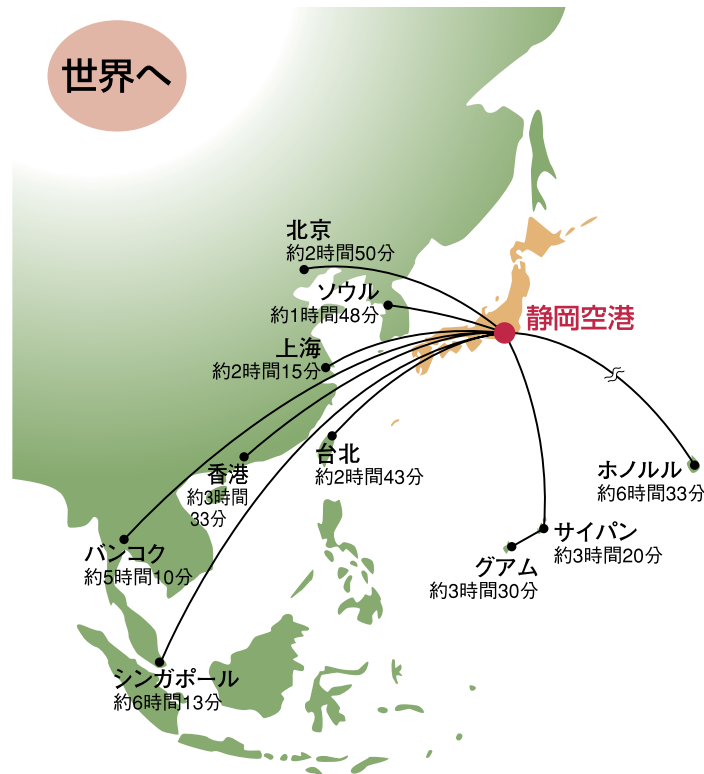 世界へ
北京
約2時間50分
ソウル
約1時間48分
静岡空港
上海
約2時間15分
台北
約2時間43分
香港
約3時間
33分
ホノルル
約6時間33分
サイパン
約3時間20分
グアム
約3時間30分
バンコク
約5時間10分
シンガポール
約6時間13分